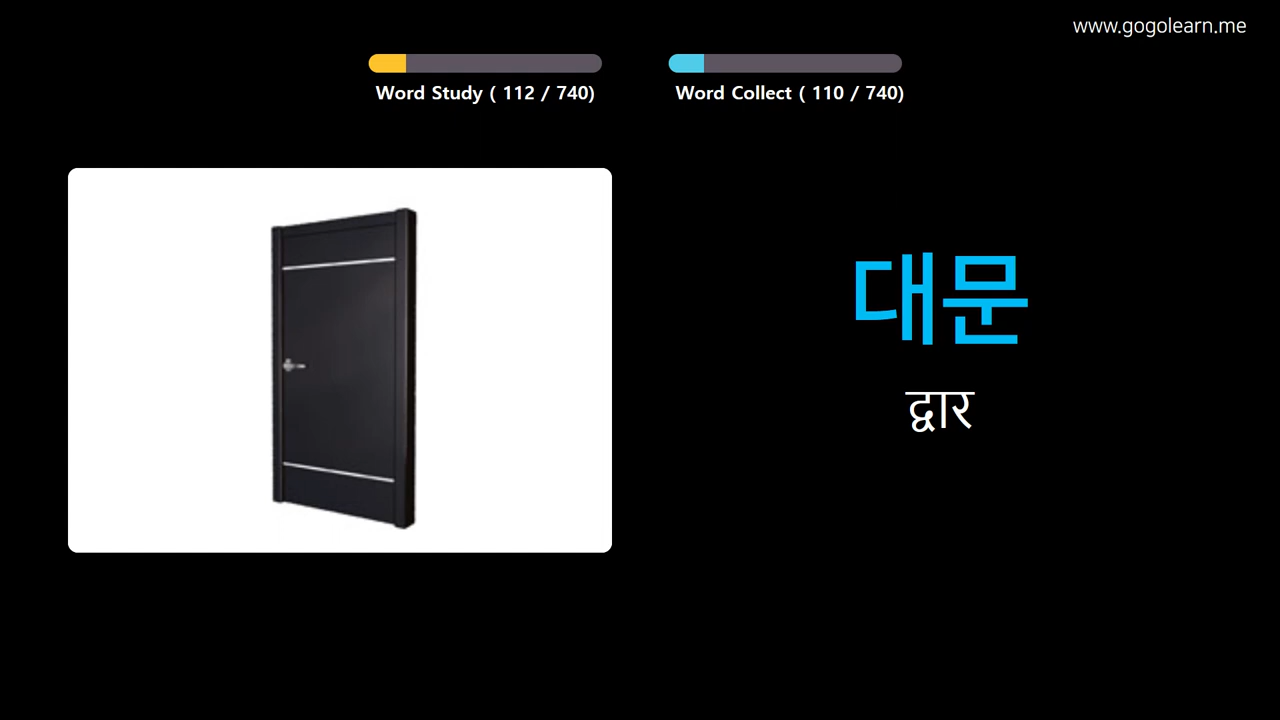 www.gogolearn.me
Word Study ( 112 / 740)
Word Collect ( 110 / 740)
대문
द्वार